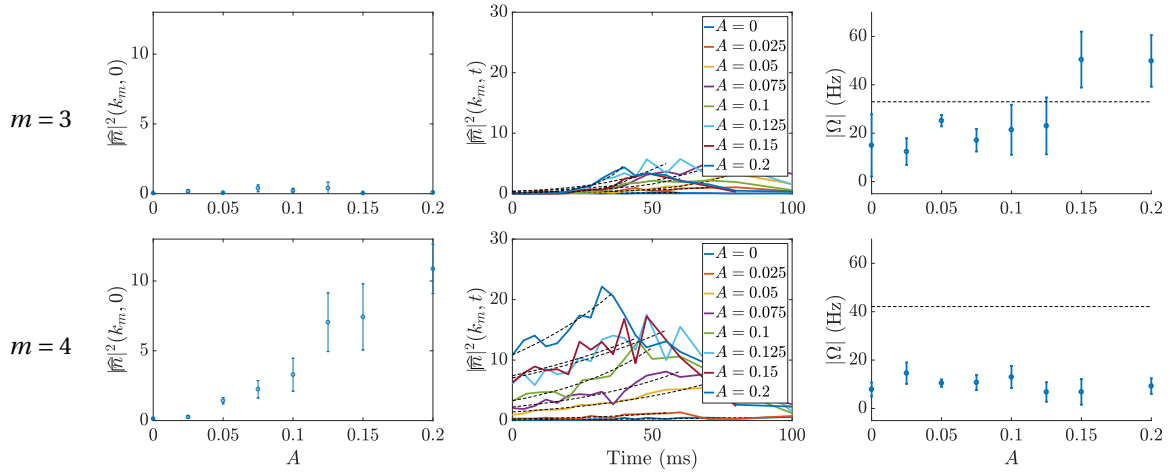 m = 3
|n̂|²(k_m, 0)
10
5
0
0
0.05
0.1
0.15
0.2
|n̂|²(k_m, t)
30
20
10
0
0
50
100
A = 0
A = 0.025
A = 0.05
A = 0.075
A = 0.1
A = 0.125
A = 0.15
A = 0.2
|Ω| (Hz)
60
40
20
0
0
0.05
0.1
0.15
0.2
m = 4
|n̂|²(k_m, 0)
10
5
0
0
0.05
0.1
0.15
0.2
A
|n̂|²(k_m, t)
30
20
10
0
0
50
100
Time (ms)
A = 0
A = 0.025
A = 0.05
A = 0.075
A = 0.1
A = 0.125
A = 0.15
A = 0.2
|Ω| (Hz)
60
40
20
0
0
0.05
0.1
0.15
0.2
A